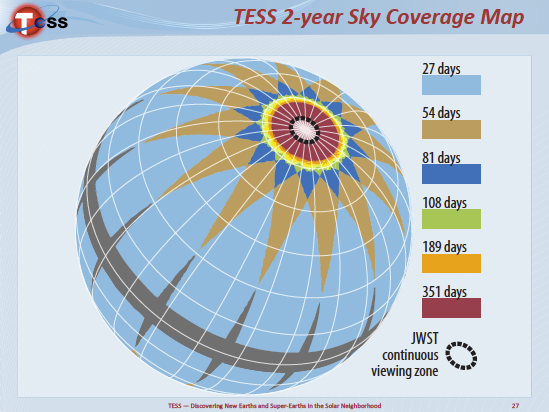 TESS
TESS 2-year Sky Coverage Map
27 days
54 days
81 days
108 days
189 days
351 days
JWST
continuous
viewing zone
TESS — Discovering New Earths and Super-Earths in the Solar Neighborhood
27